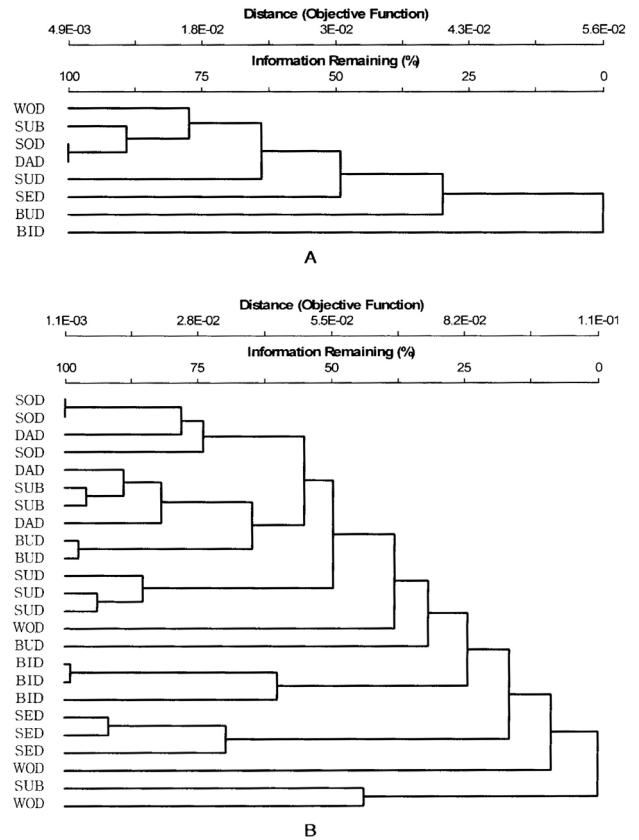 Distance (Objective Function)
4.9E-03 1.8E-02 3E-02 4.3E-02 5.6E-02
Information Remaining (%)
100 75 50 25 0
WOD
SUB
SOD
DAD
SUD
SED
BUD
BID
A
Distance (Objective Function)
1.1E-03 2.8E-02 5.5E-02 8.2E-02 1.1E-01
Information Remaining (%)
100 75 50 25 0
SOD
SOD
DAD
SOD
DAD
SUB
SUB
DAD
BUD
BUD
SUD
SUD
SUD
WOD
BUD
BID
BID
BID
SED
SED
SED
WOD
SUB
WOD
B